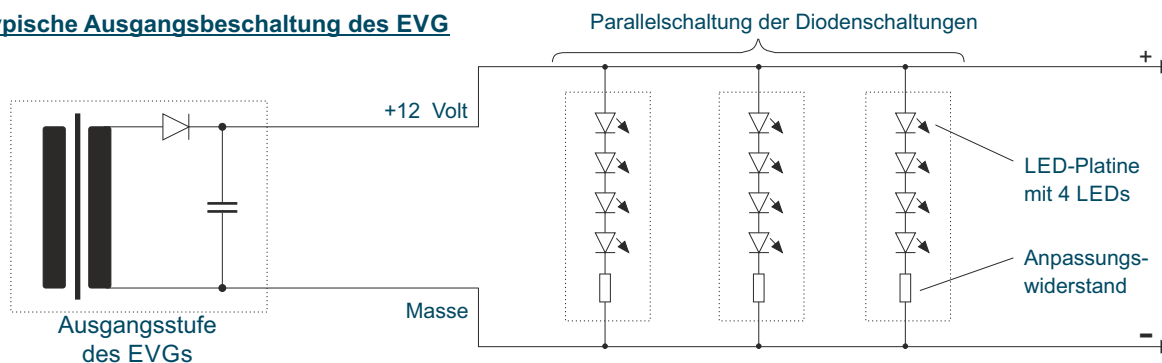 ypische Ausgangsbeschaltung des EVG
Parallelschaltung der Diodenschaltungen
+
+12 Volt
LED-Platine
mit 4 LEDs
Anpassungs-
widerstand
Masse
Ausgangsstufe
des EVGs
-